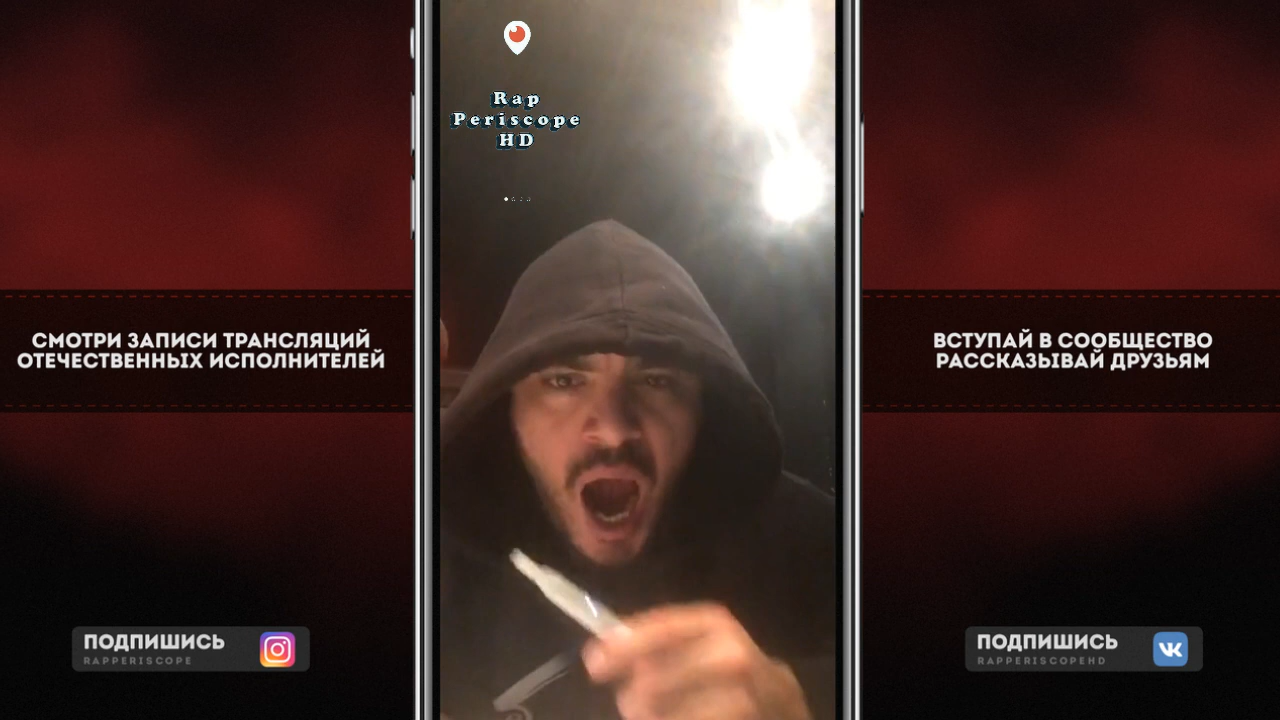 Rap
Periscope
HD
СМОТРИ ЗАПИСИ ТРАНСЛЯЦИЙ
ОТЕЧЕСТВЕННЫХ ИСПОЛНИТЕЛЕЙ
ВСТУПАЙ В СООБЩЕСТВО
РАССКАЗЫВАЙ ДРУЗЬЯМ
ПОДПИШИСЬ
RAPPERISCOPE
ПОДПИШИСЬ
RAPPERISCOPEHD